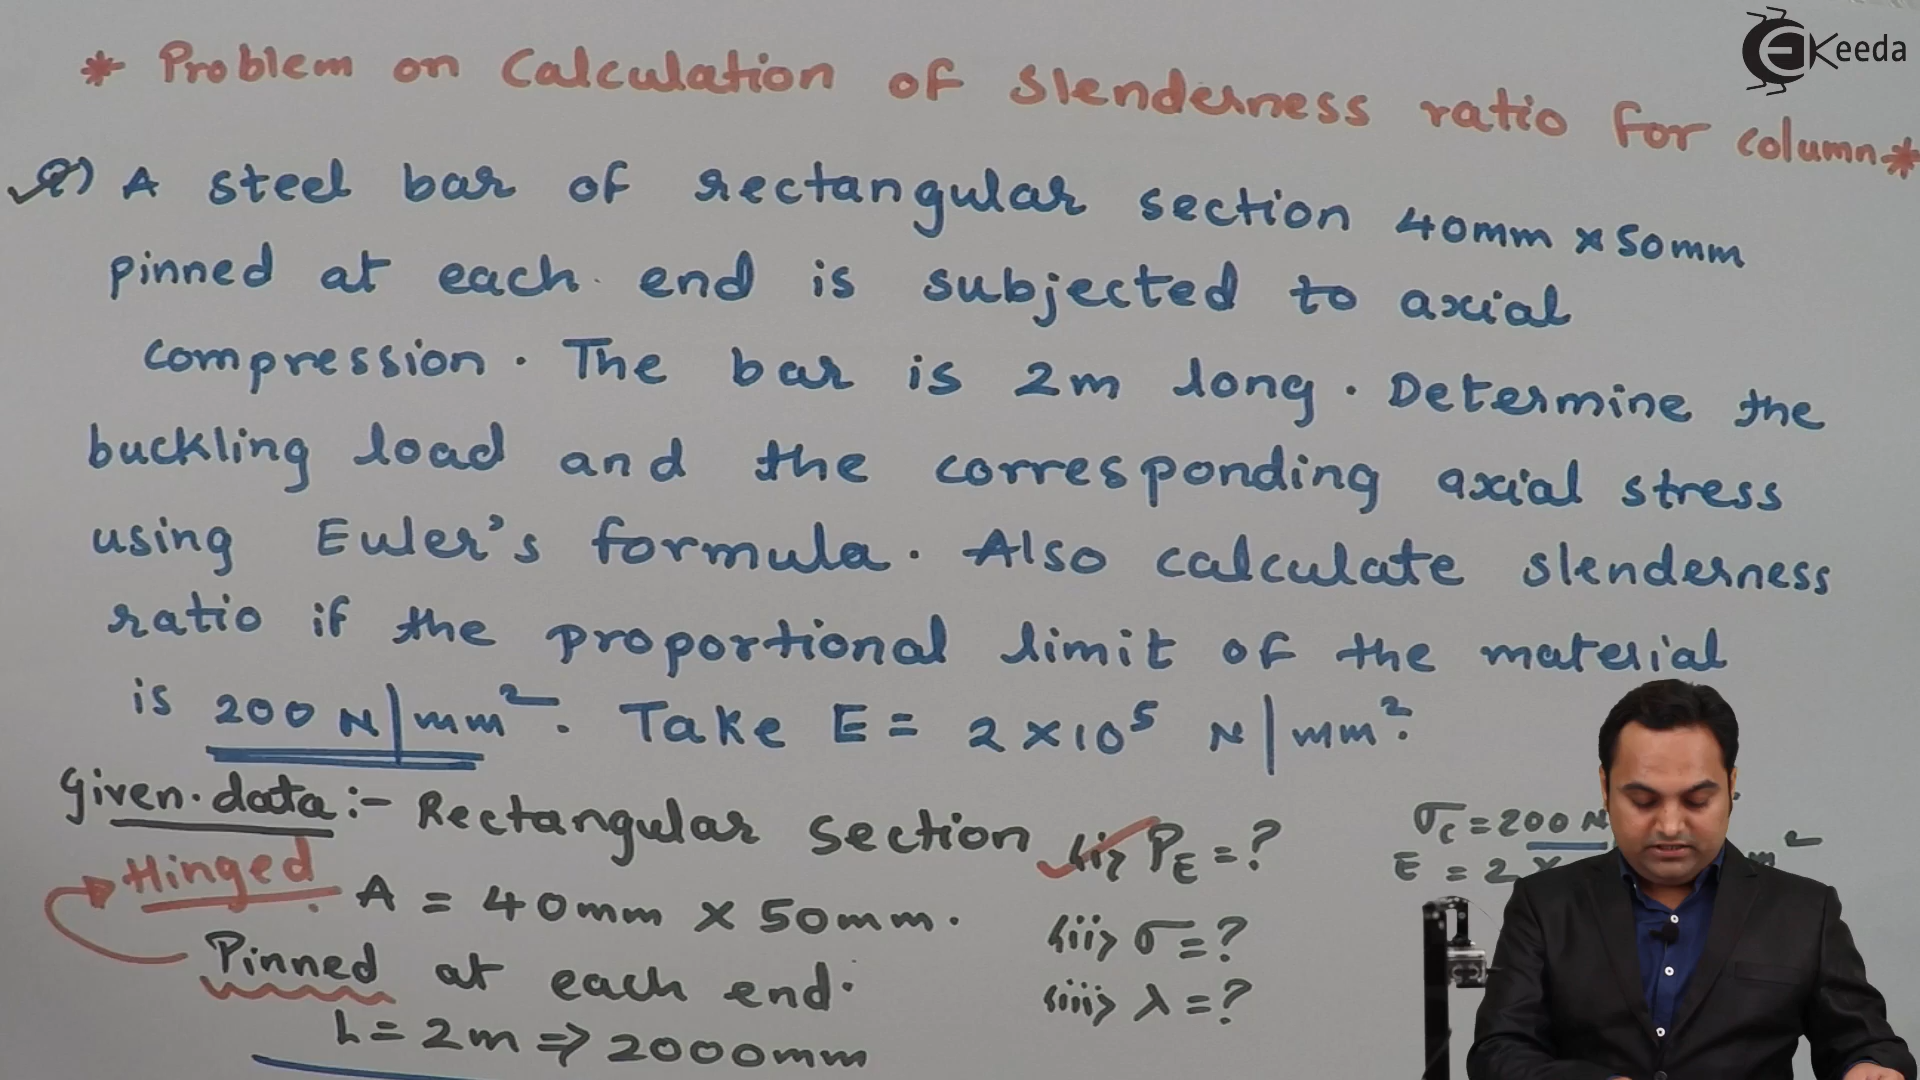 EKeeda
* Problem on Calculation of Slenderness ratio for column *
Q) A steel bar of rectangular section 40mm x 50mm
pinned at each end is subjected to axial
compression. The bar is 2m long. Determine the
buckling load and the corresponding axial stress
using Euler's formula. Also calculate slenderness
ratio if the proportional limit of the material
is 200 N/mm². Take E = 2×10⁵ N/mm².
Given data:- Rectangular section
Hinged A = 40mm X 50mm.
Pinned at each end.
L = 2m ⇒ 2000mm
(i) P_E = ?
(ii) σ = ?
(iii) λ = ?
σ_c = 200 N
E = 2